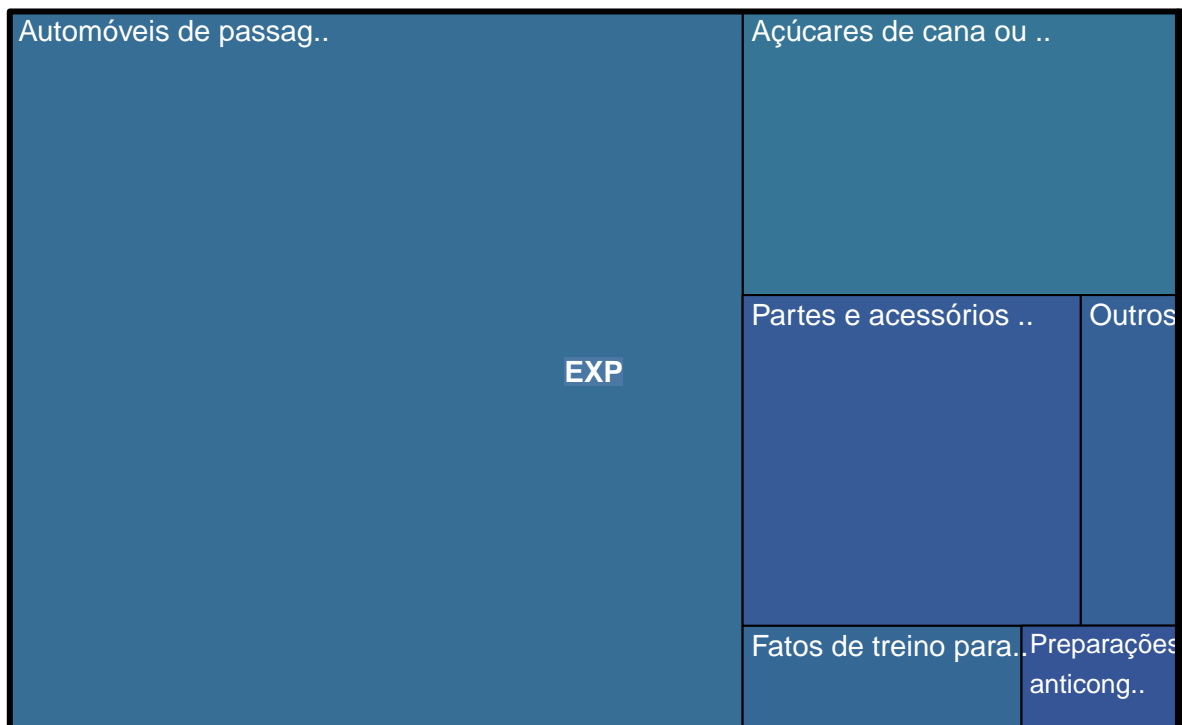 Automóveis de passag..
Açúcares de cana ou ..
EXP
Partes e acessórios ..
Outros
Fatos de treino para..
Preparações
anticong..